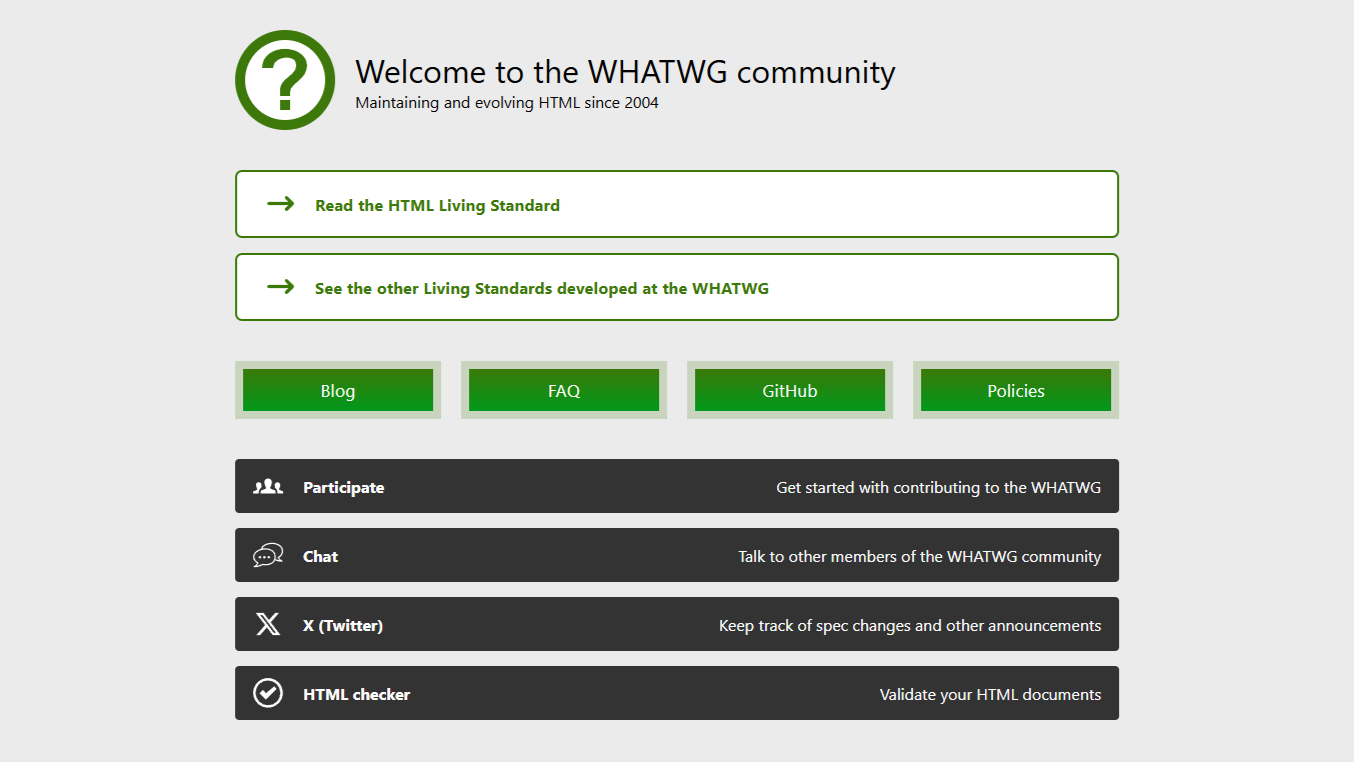 ?
Welcome to the WHATWG community
Maintaining and evolving HTML since 2004
Read the HTML Living Standard
See the other Living Standards developed at the WHATWG
Blog FAQ GitHub Policies
Participate Get started with contributing to the WHATWG
Chat Talk to other members of the WHATWG community
X (Twitter) Keep track of spec changes and other announcements
HTML checker Validate your HTML documents